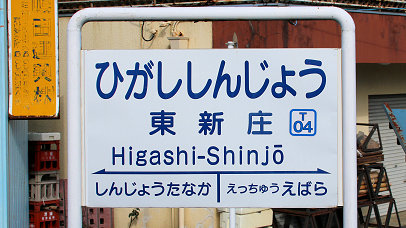 ひがししんじょう
東新庄
T
04
Higashi-Shinjō
しんじょうたなか
えっちゅうえばら